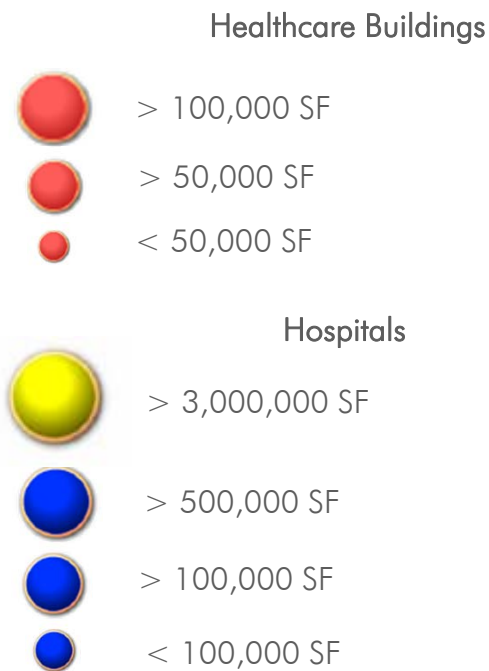 Healthcare Buildings
> 100,000 SF
> 50,000 SF
< 50,000 SF
Hospitals
> 3,000,000 SF
> 500,000 SF
> 100,000 SF
< 100,000 SF